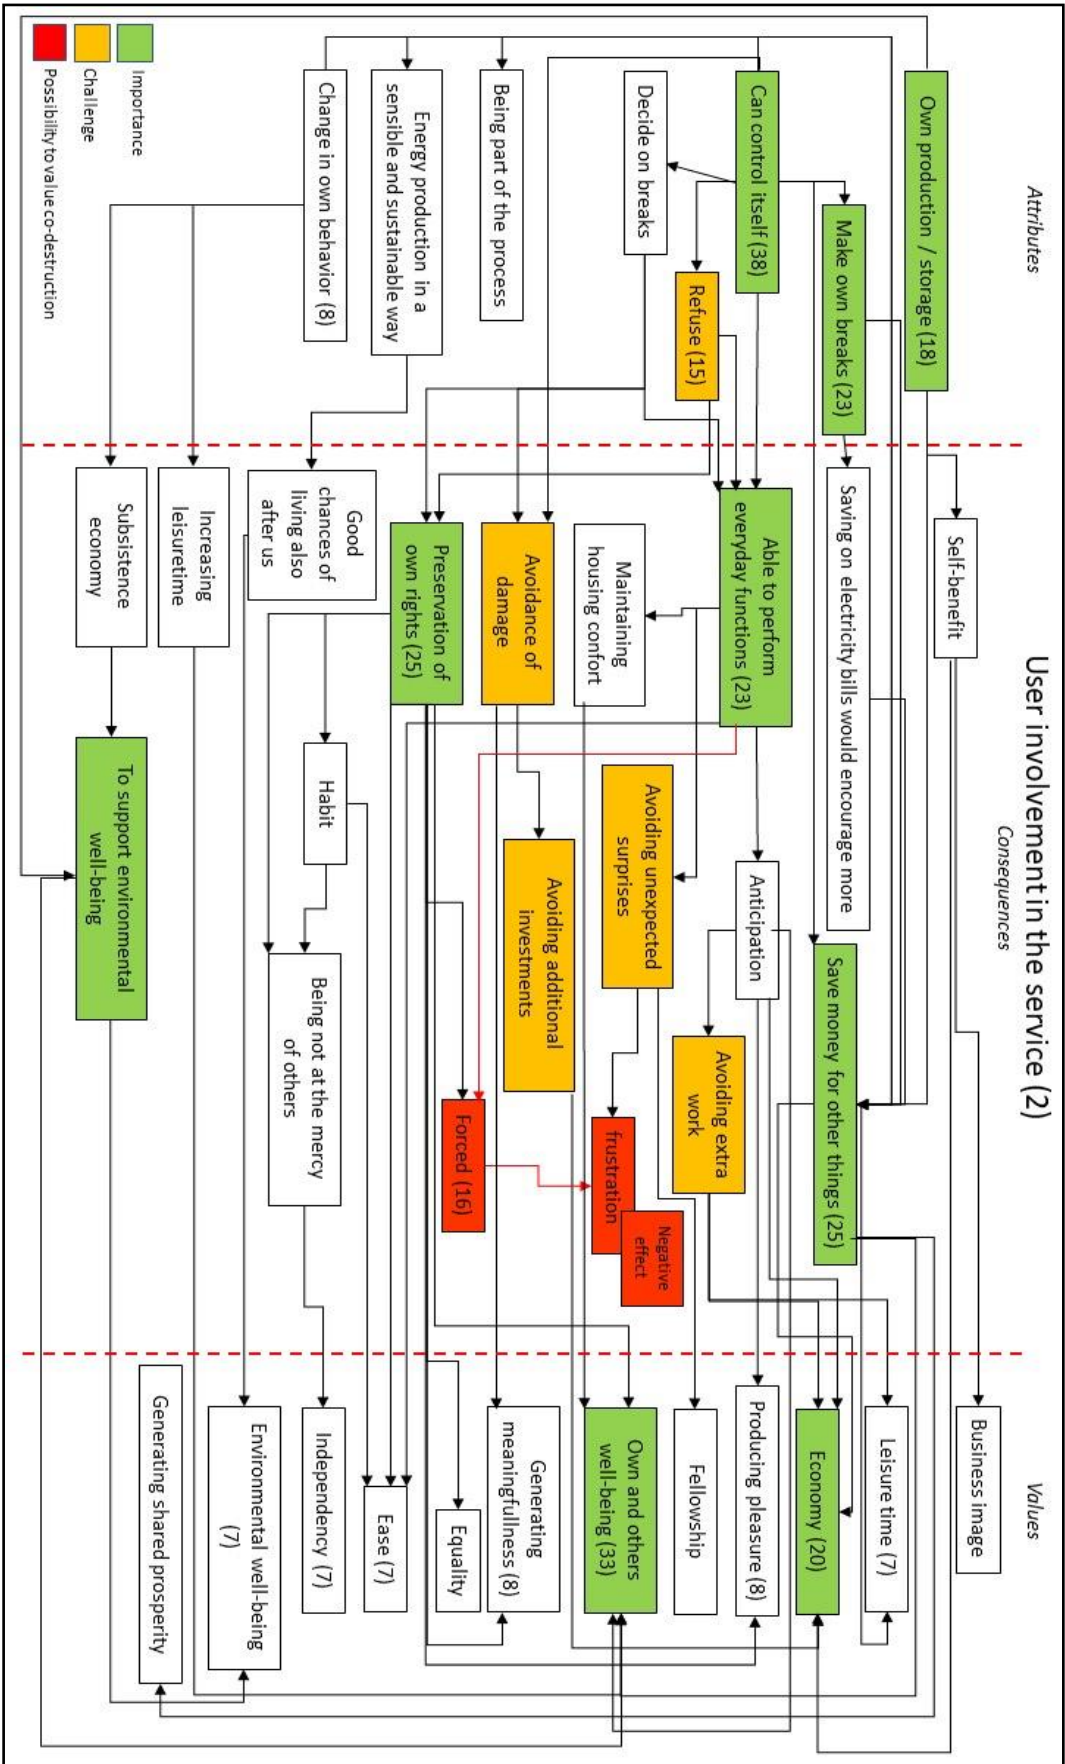 User involvement in the service (2)
Attributes
Consequences
Values
Own production / storage (18)
Make own breaks (23)
Can control itself (38)
Refuse (15)
Decide on breaks
Being part of the process
Energy production in a
sensible and sustainable way
Change in own behavior (8)
Self-benefit
Saving on electricity bills would encourage more
Save money for other things (25)
Able to perform
everyday functions (23)
Anticipation
Avoiding extra
work
Maintaining
housing confort
Avoiding unexpected
surprises
frustration
Negative
effect
Avoidance of
damage
Avoiding additional
investments
Preservation of
own rights (25)
Forced (16)
Good
chances of
living also
after us
Habit
Being not at the mercy
of others
Increasing
leisuretime
Subsistence
economy
To support environmental
well-being
Business image
Leisure time (7)
Economy (20)
Producing pleasure (8)
Fellowship
Own and others
well-being (33)
Generating
meaningfullness (8)
Equality
Ease (7)
Independency (7)
Environmental well-being
(7)
Generating shared prosperity
Importance
Challenge
Possibility to value co-destruction